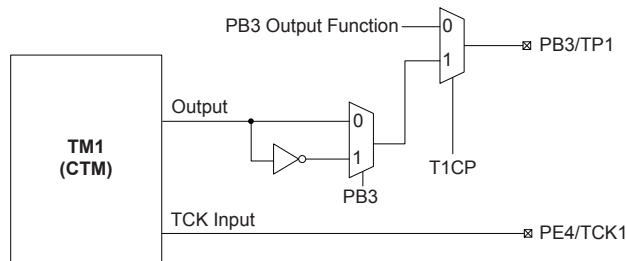 PB3 Output Function
0
1
PB3/TP1
T1CP
Output
0
1
PB3
TM1
(CTM)
TCK Input
PE4/TCK1